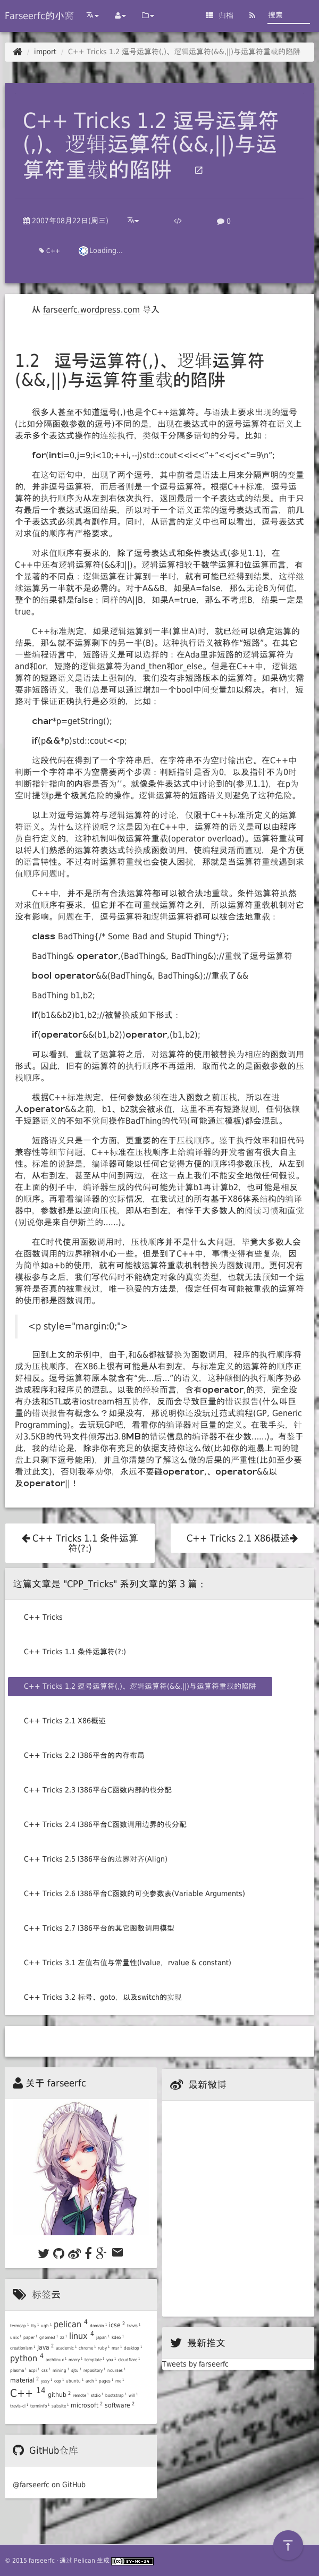 Farseerfc的小窝
归档
搜索
import / C++ Tricks 1.2 逗号运算符(,)、逻辑运算符(&&,||)与运算符重载的陷阱
C++ Tricks 1.2 逗号运算符
(,)、逻辑运算符(&&,||)与运
算符重载的陷阱
2007年08月22日(周三)
0
C++
Loading...
从 farseerfc.wordpress.com 导入
1.2 逗号运算符(,)、逻辑运算符
(&&,||)与运算符重载的陷阱
很多人甚至不知道逗号(,)也是个C++运算符。与语法上要求出现的逗号
(比如分隔函数参数的逗号)不同的是，出现在表达式中的逗号运算符在语义上
表示多个表达式操作的连续执行，类似于分隔多语句的分号。比如：
for(inti=0,j=9;i<10;++i,--j)std::cout<<i<<"+"<<j<<"=9\n";
在这句语句中，出现了两个逗号，其中前者是语法上用来分隔声明的变量
的，并非逗号运算符，而后者则是一个逗号运算符。根据C++标准，逗号运算
符的执行顺序为从左到右依次执行，返回最后一个子表达式的结果。由于只
有最后一个表达式返回结果，所以对于一个语义正常的逗号表达式而言，前几
个子表达式必须具有副作用。同时，从语言的定义中也可以看出，逗号表达式
对求值的顺序有严格要求。
对求值顺序有要求的，除了逗号表达式和条件表达式(参见1.1)，在
C++中还有逻辑运算符(&&和||)。逻辑运算相较于数学运算和位运算而言，有
个显著的不同点：逻辑运算在计算到一半时，就有可能已经得到结果，这样继
续运算另一半就不是必需的。对于A&&B，如果A=false，那么无论B为何值，
整个的结果都是false；同样的A||B，如果A=true，那么不考虑B，结果一定是
true。
C++标准规定，如果逻辑运算到一半(算出A)时，就已经可以确定运算的
结果，那么就不运算剩下的另一半(B)。这种执行语义被称作"短路"。在其它
一些编程语言中，短路语义是可以选择的：在Ada里非短路的逻辑运算符为
and和or，短路的逻辑运算符为and_then和or_else。但是在C++中，逻辑运
算符的短路语义是语法上强制的，我们没有非短路版本的运算符。如果确实需
要非短路语义，我们总是可以通过增加一个bool中间变量加以解决。有时，短
路对于保证正确执行是必须的，比如：
char*p=getString();
if(p&&*p)std::cout<<p;
这段代码在得到了一个字符串后，在字符串不为空时输出它。在C++中
判断一个字符串不为空需要两个步骤：判断指针是否为0，以及指针不为0时
判断指针指向的内容是否为''。就像条件表达式中讨论到的(参见1.1)，在p为
空时提领p是个极其危险的操作。逻辑运算符的短路语义则避免了这种危险。
以上对逗号运算符与逻辑运算符的讨论，仅限于C++标准所定义的运算
符语义。为什么这样说呢？这是因为在C++中，运算符的语义是可以由程序
员自行定义的，这种机制叫做运算符重载(operator overload)。运算符重载可
以将人们熟悉的运算符表达式转换成函数调用，使编程灵活而直观，是个方便
的语言特性。不过有时运算符重载也会使人困扰，那就是当运算符重载遇到求
值顺序问题时。
C++中，并不是所有合法运算符都可以被合法地重载。条件运算符虽然
对求值顺序有要求，但它并不在可重载运算符之列，所以运算符重载机制对它
没有影响。问题在于，逗号运算符和逻辑运算符都可以被合法地重载：
class BadThing{/* Some Bad and Stupid Thing*/};
BadThing& operator,(BadThing&, BadThing&);//重载了逗号运算符
bool operator&&(BadThing&, BadThing&);//重载了&&
BadThing b1,b2;
if(b1&&b2)b1,b2;//被替换成如下形式：
if(operator&&(b1,b2))operator,(b1,b2);
可以看到，重载了运算符之后，对运算符的使用被替换为相应的函数调用
形式。因此，旧有的运算符的执行顺序不再适用，取而代之的是函数参数的压
栈顺序。
根据C++标准规定，任何参数必须在进入函数之前压栈，所以在进
入operator&&之前，b1、b2就会被求值，这里不再有短路规则，任何依赖
于短路语义的不知不觉间操作BadThing的代码(可能通过模板)都会混乱。
短路语义只是一个方面，更重要的在于压栈顺序。鉴于执行效率和旧代码
兼容性等细节问题，C++标准在压栈顺序上给编译器的开发者留有很大自主
性。标准的说辞是，编译器可能以任何它觉得方便的顺序将参数压栈，从左到
右，从右到左，甚至从中间到两边，在这一点上我们不能安全地做任何假设。
在上面的例子中，编译器生成的代码可能先计算b1再计算b2，也可能是相反
的顺序。再看看编译器的实际情况，在我试过的所有基于X86体系结构的编译
器中，参数都是以逆向压栈，即从右到左，有悖于大多数人的阅读习惯和直觉
(别说你是来自伊斯兰的……)。
在C时代使用函数调用时，压栈顺序并不是什么大问题，毕竟大多数人会
在函数调用的边界稍稍小心一些。但是到了C++中，事情变得有些复杂，因
为简单如a+b的使用，就有可能被运算符重载机制替换为函数调用。更何况有
模板参与之后，我们写代码时不能确定对象的真实类型，也就无法预知一个运
算符是否真的被重载过，唯一稳妥的方法是，假定任何有可能被重载的运算符
的使用都是函数调用。
<p style="margin:0;">
回到上文的示例中，由于,和&&都被替换为函数调用，程序的执行顺序将
成为压栈顺序，在X86上很有可能是从右到左，与标准定义的运算符的顺序正
好相反。逗号运算符原本就含有"先…后…"的语义，这种颠倒的执行顺序势必
造成程序和程序员的混乱。以我的经验而言，含有operator,的类，完全没
有办法和STL或者iostream相互协作，反而会导致巨量的错误报告(什么叫巨
量的错误报告有概念么？如果没有，那说明你还没玩过范式编程(GP, Generic
Programming)。去玩玩GP吧，看看你的编译器对巨量的定义。在我手头，针
对3.5KB的代码文件倾泻出3.8MB的错误信息的编译器不在少数……)。有鉴于
此，我的结论是，除非你有充足的依据支持你这么做(比如你的粗暴上司的键
盘上只剩下逗号能用)，并且你清楚的了解这么做的后果的严重性(比如至少要
看过此文)，否则我奉劝你，永远不要碰operator,、operator&&以
及operator||！
C++ Tricks 1.1 条件运算
符(?:)
C++ Tricks 2.1 X86概述
这篇文章是 "CPP_Tricks" 系列文章的第 3 篇：
C++ Tricks
C++ Tricks 1.1 条件运算符(?:)
C++ Tricks 1.2 逗号运算符(,)、逻辑运算符(&&,||)与运算符重载的陷阱
C++ Tricks 2.1 X86概述
C++ Tricks 2.2 I386平台的内存布局
C++ Tricks 2.3 I386平台C函数内部的栈分配
C++ Tricks 2.4 I386平台C函数调用边界的栈分配
C++ Tricks 2.5 I386平台的边界对齐(Align)
C++ Tricks 2.6 I386平台C函数的可变参数表(Variable Arguments)
C++ Tricks 2.7 I386平台的其它函数调用模型
C++ Tricks 3.1 左值右值与常量性(lvalue，rvalue & constant)
C++ Tricks 3.2 标号、goto，以及switch的实现
关于 farseerfc
最新微博
标签云
termcap 1 tty 1 ugh 1 pelican 4 domain 1 icse 2 travis 1
yssy 1 paper 1 gnome3 1 zz 1 linux 4 japan 1 kde5 1
creationism 1 Java 2 academic 1 chrome 1 ruby 1 msr 1 desktop 1
python 4 archlinux 1 marry 1 template 1 you 1 cloudflare 1
plasma 1 acpi 1 css 1 mining 1 sjtu 1 repository 1 ncurses 1
material 2 yssy 1 oop 1 ubuntu 1 arch 1 pages 1 me 1
C++ 14 github 2 remote 1 stdio 1 bootstrap 1 will 1
travis-ci 1 terminfo 1 subsite 1 microsoft 2 software 2
最新推文
Tweets by farseerfc
GitHub仓库
@farseerfc on GitHub
© 2015 farseerfc · 通过 Pelican 生成 BY-NC-SA